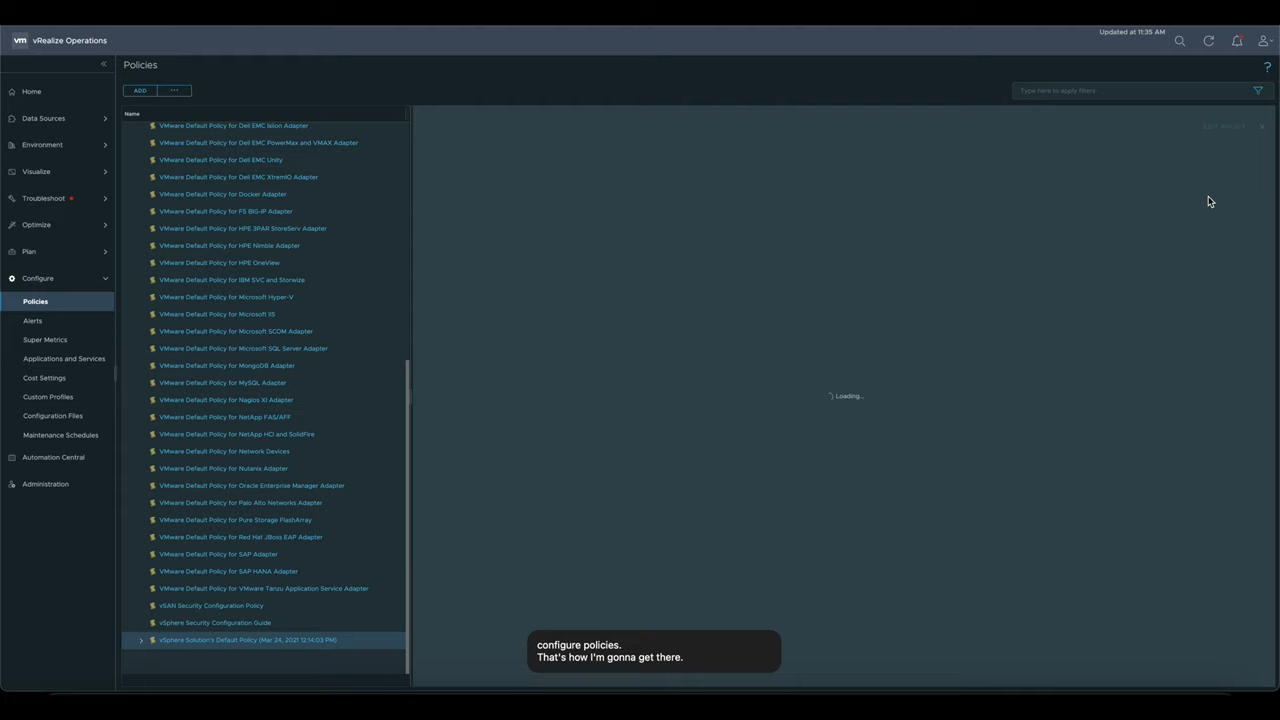 vm vRealize Operations
Updated at 11:35 AM
Policies
?
ADD ...
Type here to apply filters
Home
Data Sources
Environment
Visualize
Troubleshoot
Optimize
Plan
Configure
Policies
Alerts
Super Metrics
Applications and Services
Cost Settings
Custom Profiles
Configuration Files
Maintenance Schedules
Automation Central
Administration
Name
VMware Default Policy for Dell EMC Isilon Adapter
VMware Default Policy for Dell EMC PowerMax and VMAX Adapter
VMware Default Policy for Dell EMC Unity
VMware Default Policy for Dell EMC XtremIO Adapter
VMware Default Policy for Docker Adapter
VMware Default Policy for F5 BIG-IP Adapter
VMware Default Policy for HPE 3PAR StoreServ Adapter
VMware Default Policy for HPE Nimble Adapter
VMware Default Policy for HPE OneView
VMware Default Policy for IBM SVC and Storwize
VMware Default Policy for Microsoft Hyper-V
VMware Default Policy for Microsoft IIS
VMware Default Policy for Microsoft SCOM Adapter
VMware Default Policy for Microsoft SQL Server Adapter
VMware Default Policy for MongoDB Adapter
VMware Default Policy for MySQL Adapter
VMware Default Policy for Nagios XI Adapter
VMware Default Policy for NetApp FAS/AFF
VMware Default Policy for NetApp HCI and SolidFire
VMware Default Policy for Network Devices
VMware Default Policy for Nutanix Adapter
VMware Default Policy for Oracle Enterprise Manager Adapter
VMware Default Policy for Palo Alto Networks Adapter
VMware Default Policy for Pure Storage FlashArray
VMware Default Policy for Red Hat JBoss EAP Adapter
VMware Default Policy for SAP Adapter
VMware Default Policy for SAP HANA Adapter
VMware Default Policy for VMware Tanzu Application Service Adapter
vSAN Security Configuration Policy
vSphere Security Configuration Guide
vSphere Solution's Default Policy (Mar 24, 2021 12:14:03 PM)
EDIT POLICY
Loading...
configure policies.
That's how I'm gonna get there.